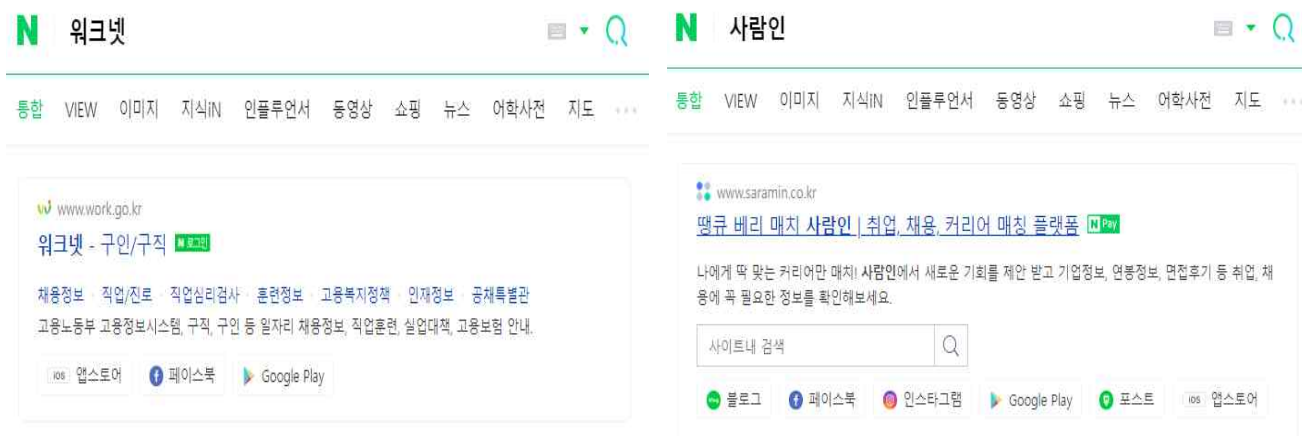 N 워크넷
통합 VIEW 이미지 지식iN 인플루언서 동영상 쇼핑 뉴스 어학사전 지도 ...
www.work.go.kr
워크넷 - 구인/구직 N 로그인
채용정보 · 직업/진로 · 직업심리검사 · 훈련정보 · 고용복지정책 · 인재정보 · 공채특별관
고용노동부 고용정보시스템, 구직, 구인 등 일자리 채용정보, 직업훈련, 실업대책, 고용보험 안내.
iOS 앱스토어 페이스북 Google Play
N 사람인
통합 VIEW 이미지 지식iN 인플루언서 동영상 쇼핑 뉴스 어학사전 지도 ...
www.saramin.co.kr
땡큐 베리 매치 사람인 | 취업, 채용, 커리어 매칭 플랫폼 N Pay
나에게 딱 맞는 커리어만 매치! 사람인에서 새로운 기회를 제안 받고 기업정보, 연봉정보, 면접후기 등 취업, 채
용에 꼭 필요한 정보를 확인해보세요.
사이트내 검색
블로그 페이스북 인스타그램 Google Play 포스트 iOS 앱스토어